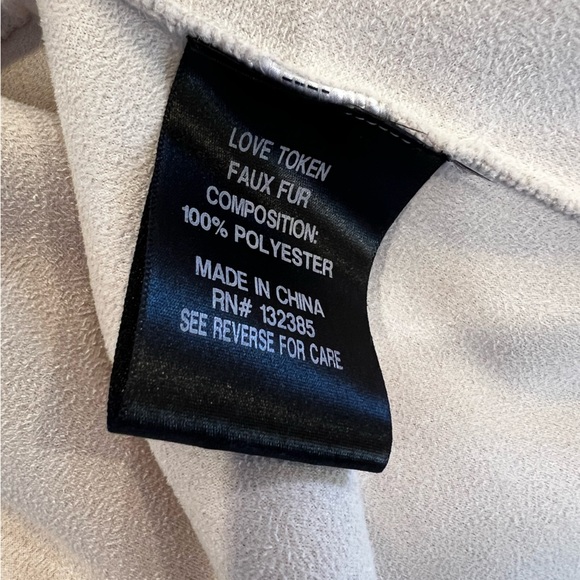 LOVE TOKEN
FAUX FUR
COMPOSITION:
100% POLYESTER
MADE IN CHINA
RN# 132385
SEE REVERSE FOR CARE